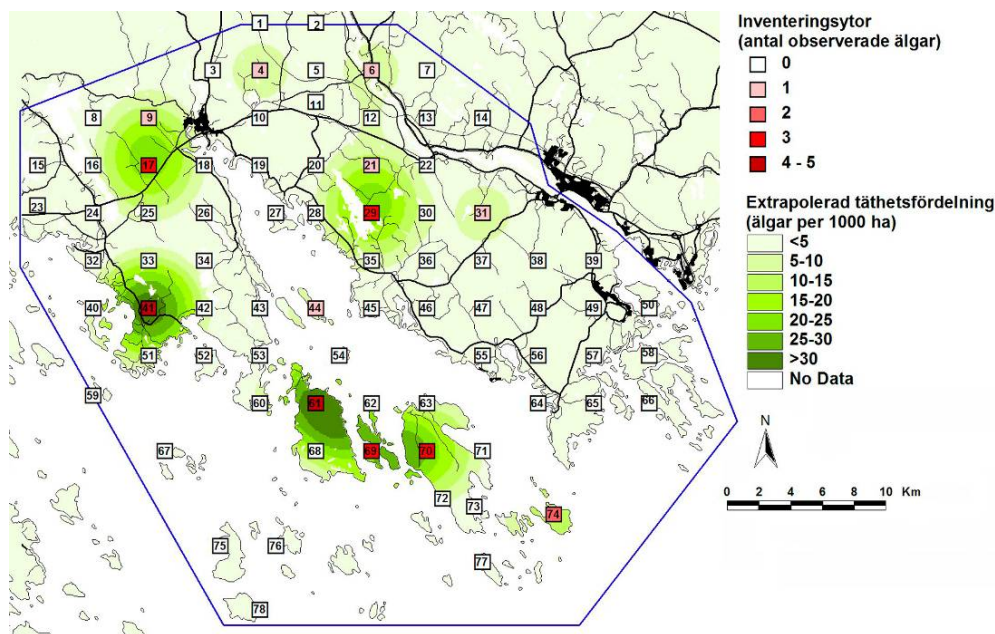 1 2
3 4 5 6 7
11
8 9 10 12 13 14
15 16 17 18 19 20 21 22
23 24 25 26 27 28 29 30 31
32 33 34 35 36 37 38 39
40 41 42 43 44 45 46 47 48 49 50
51 52 53 54 55 56 57 58
59 60 61 62 63 64 65 66
67 68 69 70 71
72 73 74
75 76 77
78
Inventeringsytor
(antal observerade älgar)
0
1
2
3
4 - 5
Extrapolerad täthetsfördelning
(älgar per 1000 ha)
<5
5-10
10-15
15-20
20-25
25-30
>30
No Data
N
0 2 4 6 8 10 Km